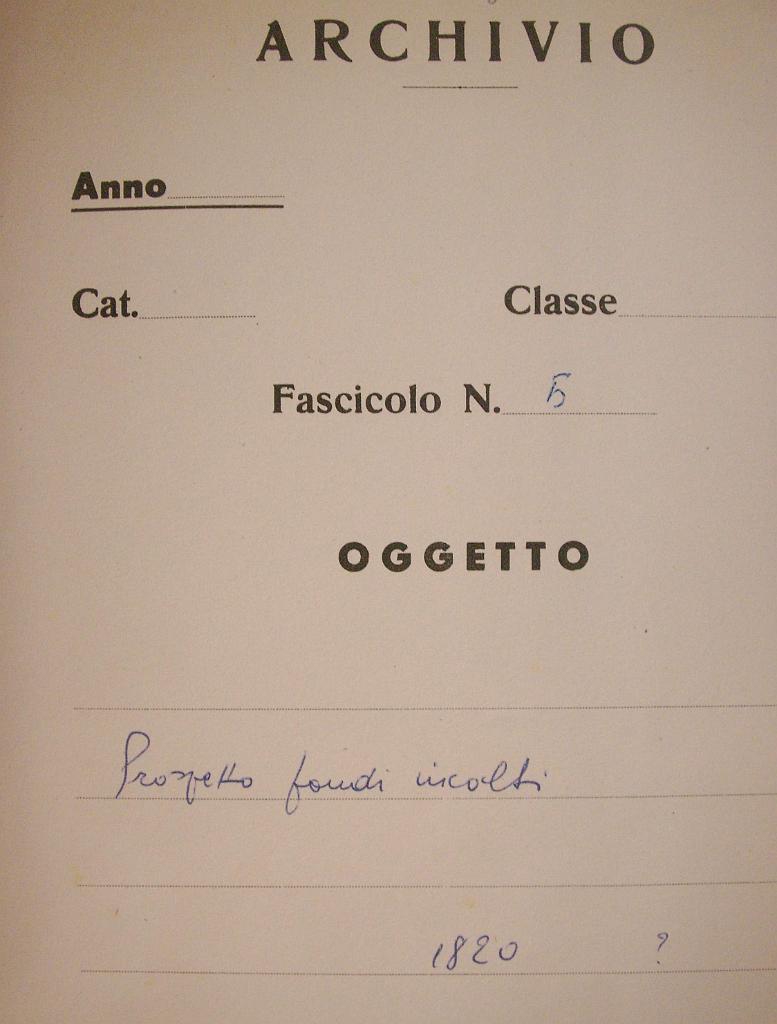 ARCHIVIO
Anno
Cat. Classe
Fascicolo N. 5
OGGETTO
Prospetto fondi incolti
1820 ?